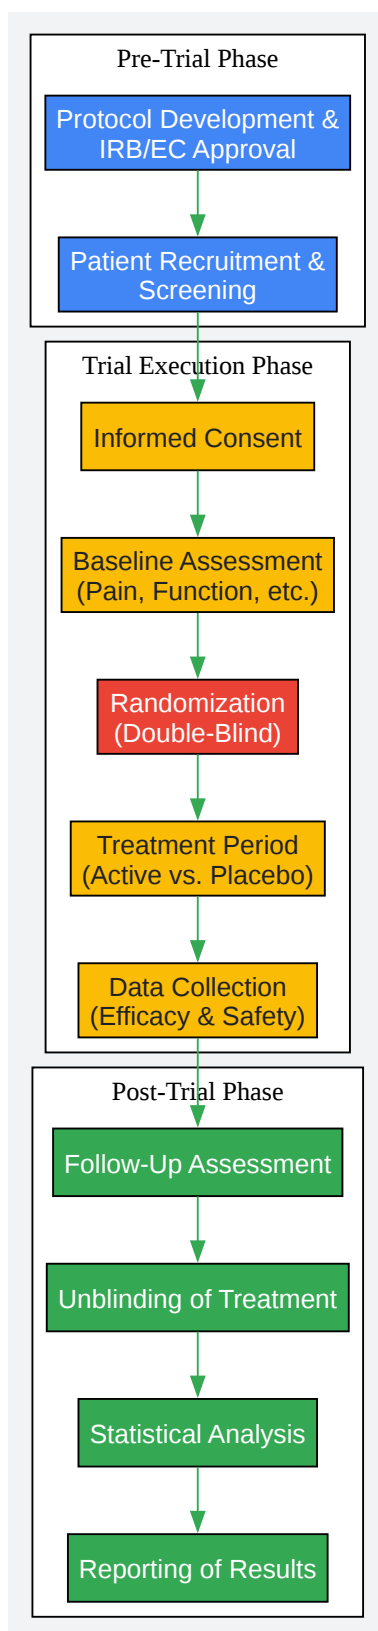 Pre-Trial Phase
Protocol Development &
IRB/EC Approval
Patient Recruitment &
Screening
Trial Execution Phase
Informed Consent
Baseline Assessment
(Pain, Function, etc.)
Randomization
(Double-Blind)
Treatment Period
(Active vs. Placebo)
Data Collection
(Efficacy & Safety)
Post-Trial Phase
Follow-Up Assessment
Unblinding of Treatment
Statistical Analysis
Reporting of Results